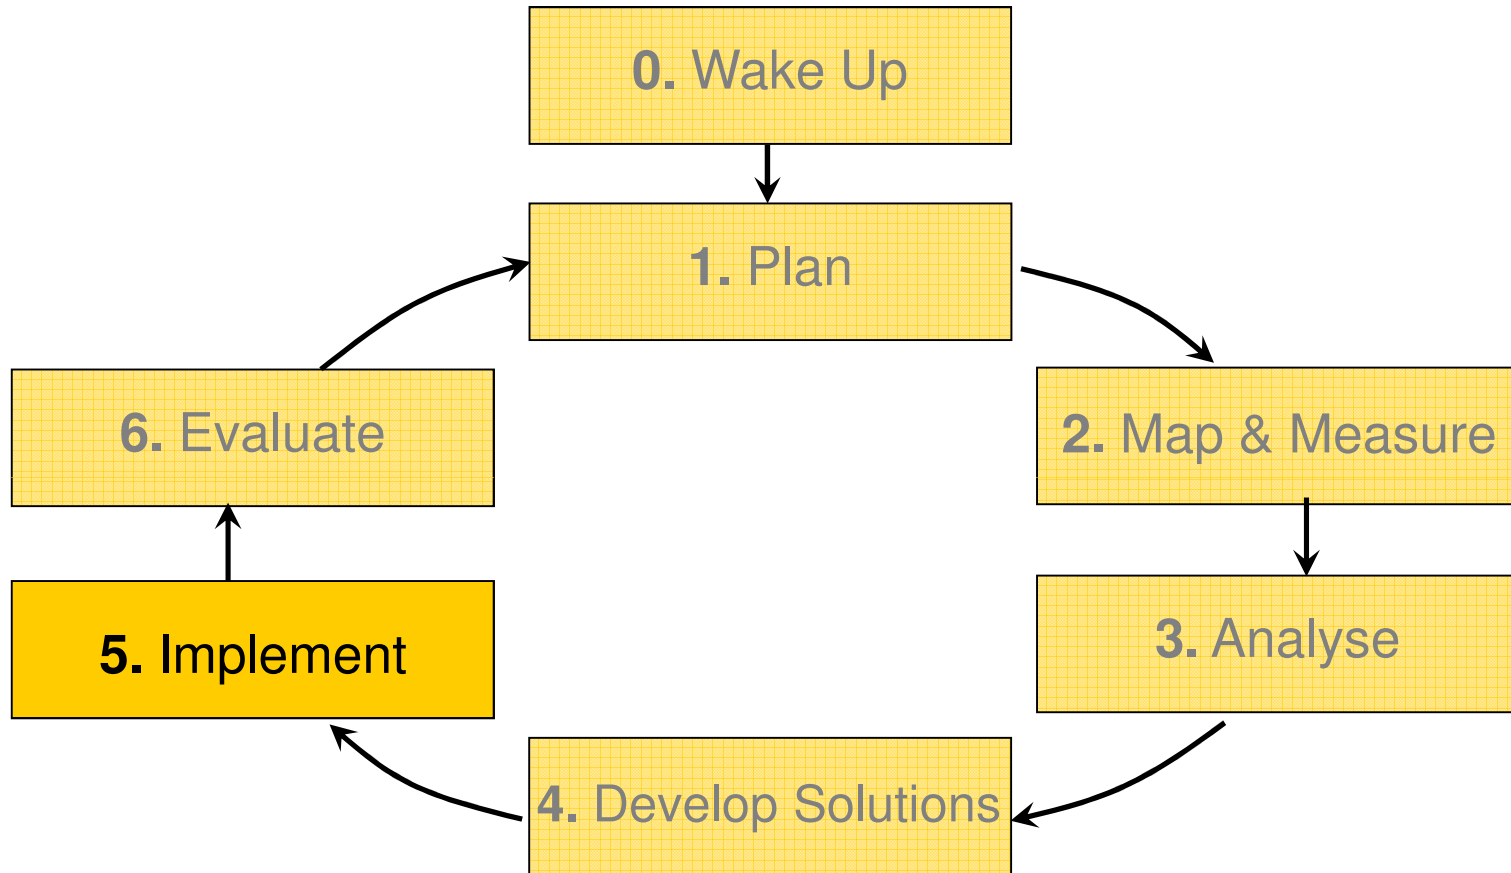 0. Wake Up
1. Plan
6. Evaluate
2. Map & Measure
5. Implement
3. Analyse
4. Develop Solutions